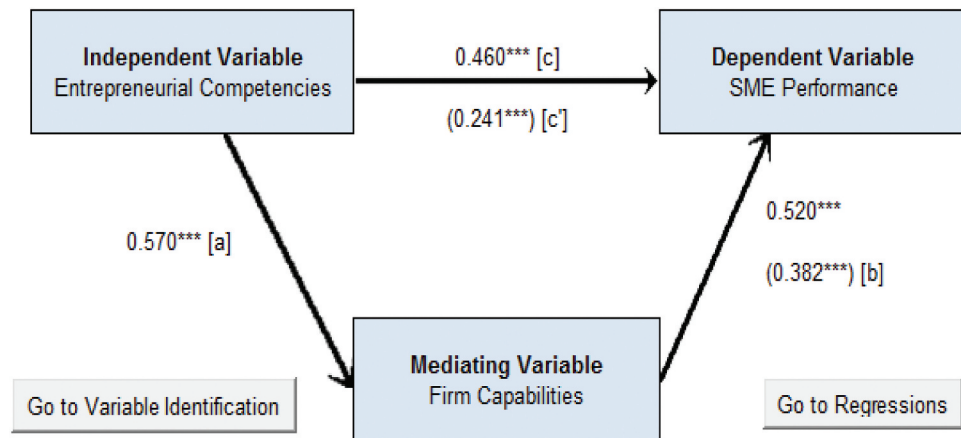 Independent Variable
Entrepreneurial Competencies
0.460*** [c]
(0.241***) [c']
Dependent Variable
SME Performance
0.570*** [a]
0.520***
(0.382***) [b]
Mediating Variable
Firm Capabilities
Go to Variable Identification
Go to Regressions